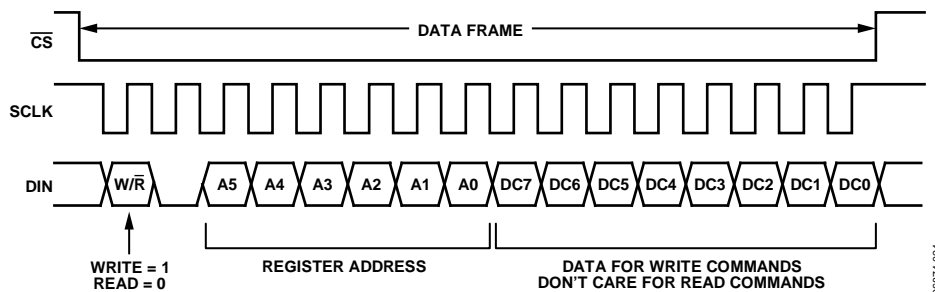 DATA FRAME
CS
SCLK
DIN
W/R
A5 A4 A3 A2 A1 A0 DC7 DC6 DC5 DC4 DC3 DC2 DC1 DC0
WRITE = 1
READ = 0
REGISTER ADDRESS
DATA FOR WRITE COMMANDS
DON'T CARE FOR READ COMMANDS